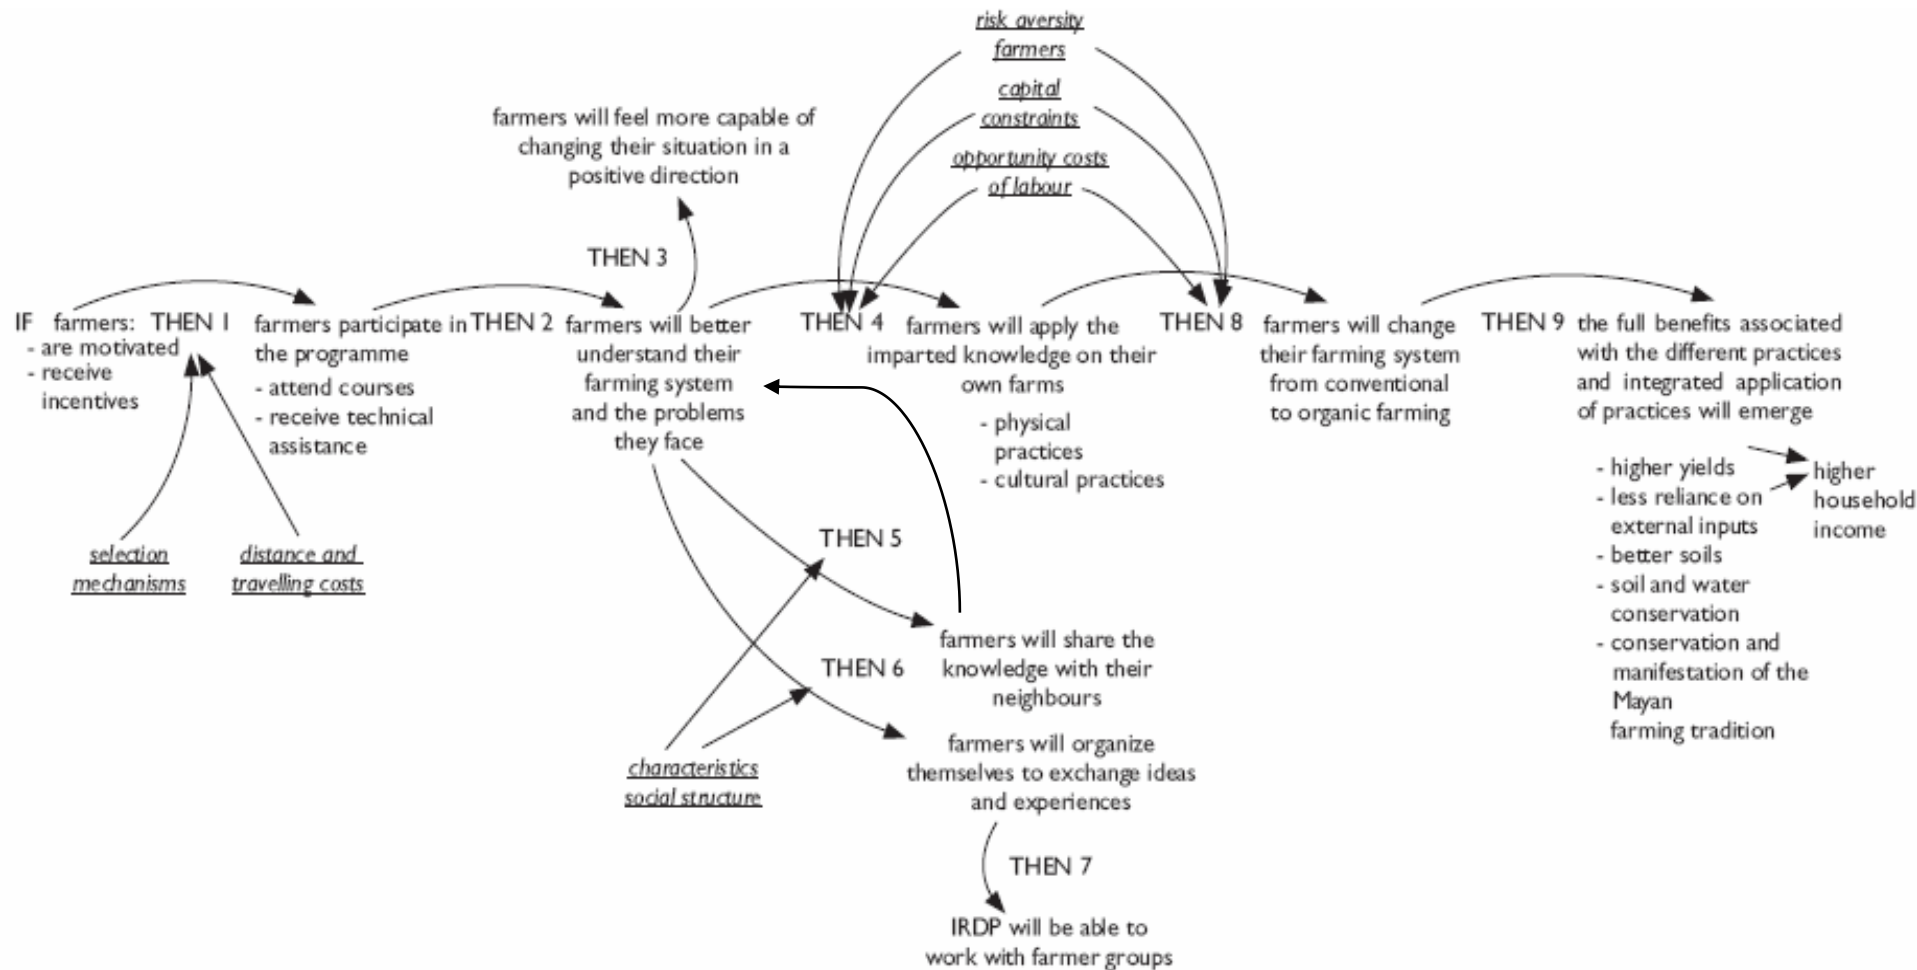 risk aversity
farmers
capital
constraints
opportunity costs
of labour
farmers will feel more capable of
changing their situation in a
positive direction
THEN 3
IF farmers:
- are motivated
- receive
incentives
THEN 1
farmers participate in
the programme
- attend courses
- receive technical
assistance
THEN 2
farmers will better
understand their
farming system
and the problems
they face
THEN 4
farmers will apply the
imparted knowledge on their
own farms
- physical
practices
- cultural practices
THEN 8
farmers will change
their farming system
from conventional
to organic farming
THEN 9
the full benefits associated
with the different practices
and integrated application
of practices will emerge
- higher yields
- less reliance on
external inputs
- better soils
- soil and water
conservation
- conservation and
manifestation of the
Mayan
farming tradition
higher
household
income
selection
mechanisms
distance and
travelling costs
THEN 5
farmers will share the
knowledge with their
neighbours
THEN 6
farmers will organize
themselves to exchange ideas
and experiences
characteristics
social structure
THEN 7
IRDP will be able to
work with farmer groups